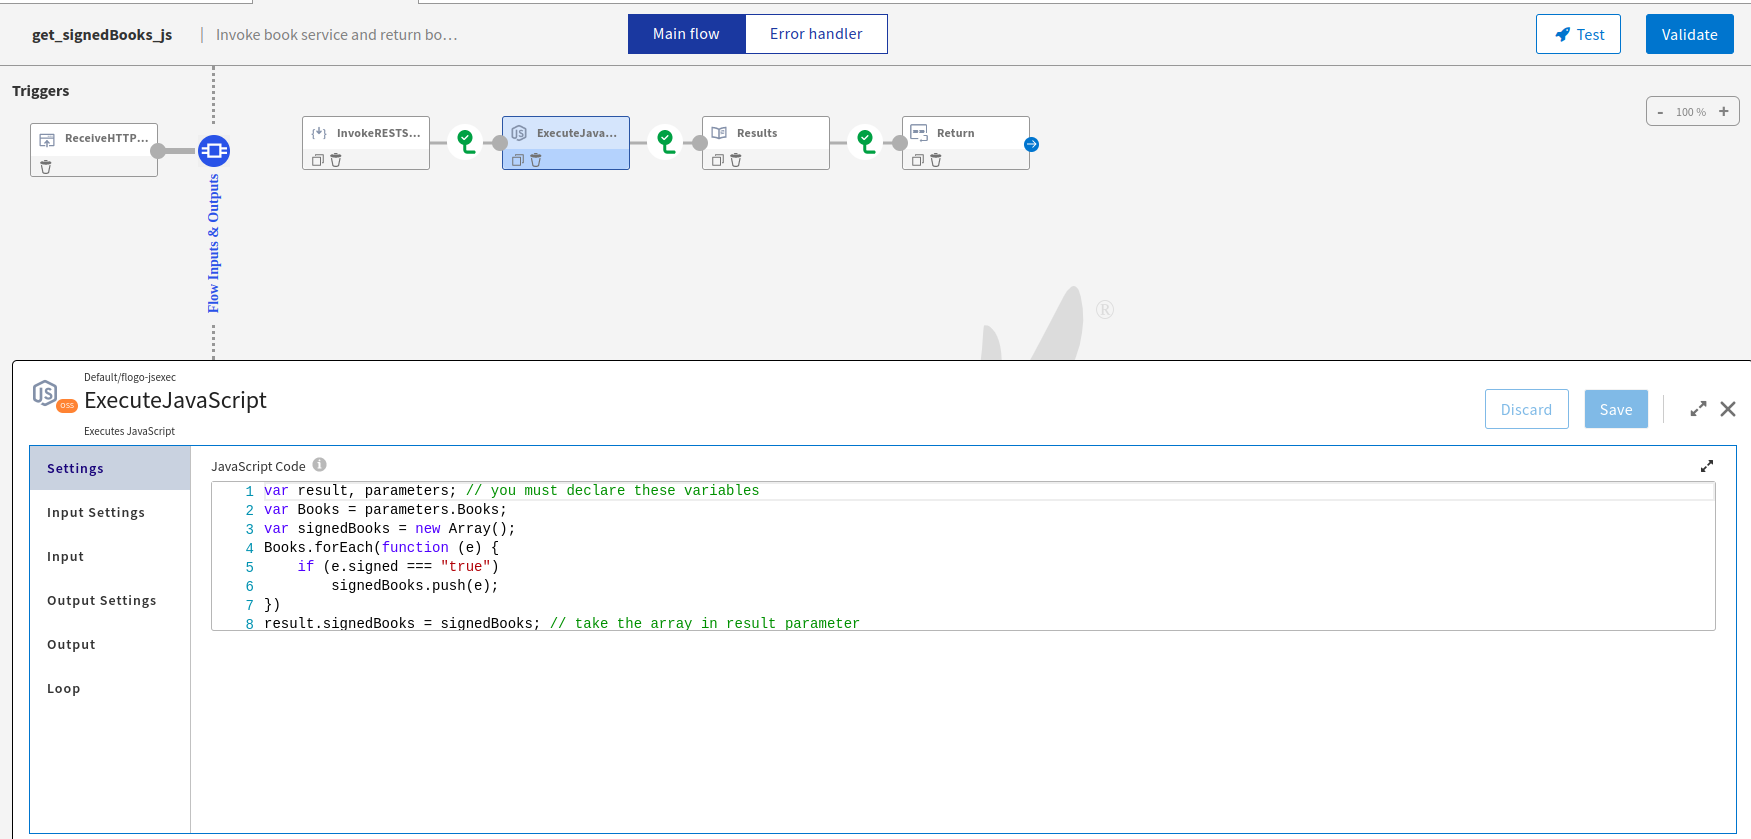 get_signedBooks_js
Invoke book service and return bo…
Main flow
Error handler
Test
Validate
Triggers
- 100 % +
ReceiveHTTP...
InvokeRESTS...
JS ExecuteJava...
Results
Return
Flow Inputs & Outputs
®
Default/flogo-jsexec
JS
oss
ExecuteJavaScript
Executes JavaScript
Discard
Save
Settings
Input Settings
Input
Output Settings
Output
Loop
JavaScript Code i
1 var result, parameters; // you must declare these variables
2 var Books = parameters.Books;
3 var signedBooks = new Array();
4 Books.forEach(function (e) {
5     if (e.signed === "true")
6         signedBooks.push(e);
7 })
8 result.signedBooks = signedBooks; // take the array in result parameter